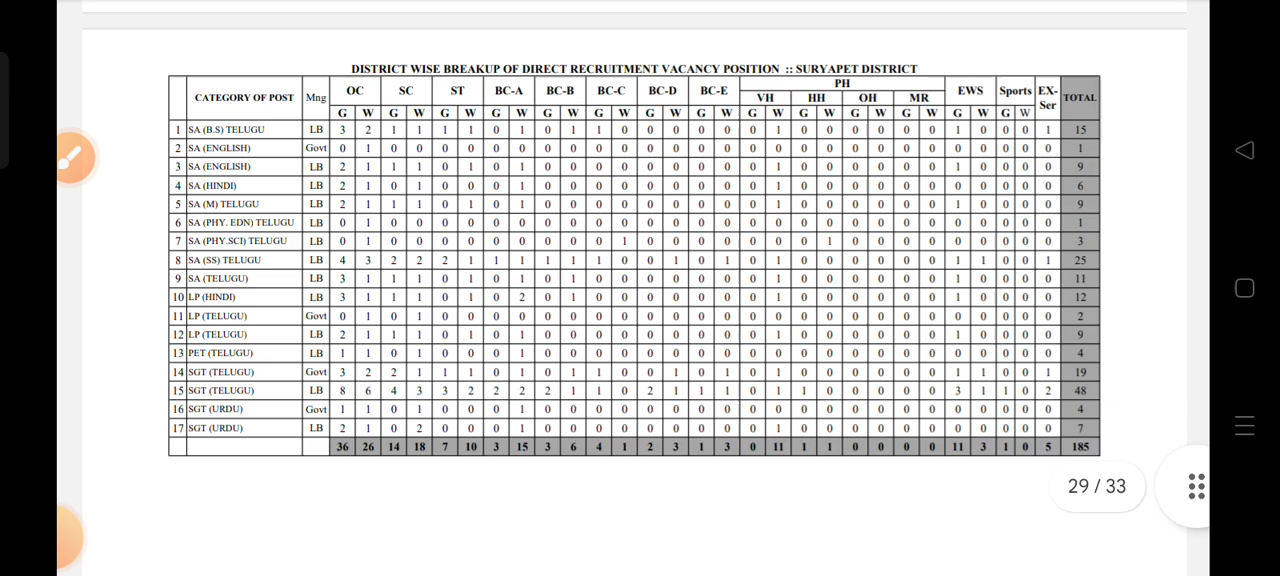 DISTRICT WISE BREAKUP OF DIRECT RECRUITMENT VACANCY POSITION :: SURYAPET DISTRICT
CATEGORY OF POST Mng OC SC ST BC-A BC-B BC-C BC-D BC-E PH EWS Sports EX-Ser TOTAL
VH HH OH MR
G W G W G W G W G W G W G W G W G W G W G W G W G W G W
1 SA (B.S) TELUGU LB 3 2 1 1 1 1 0 1 0 1 1 0 0 0 0 0 0 1 0 0 0 0 0 0 1 0 0 0 1 15
2 SA (ENGLISH) Govt 0 1 0 0 0 0 0 0 0 0 0 0 0 0 0 0 0 0 0 0 0 0 0 0 0 0 0 0 0 1
3 SA (ENGLISH) LB 2 1 1 1 0 1 0 1 0 0 0 0 0 0 0 0 0 1 0 0 0 0 0 0 1 0 0 0 0 9
4 SA (HINDI) LB 2 1 0 1 0 0 0 1 0 0 0 0 0 0 0 0 0 1 0 0 0 0 0 0 0 0 0 0 0 6
5 SA (M) TELUGU LB 2 1 1 1 0 1 0 1 0 0 0 0 0 0 0 0 0 1 0 0 0 0 0 0 1 0 0 0 0 9
6 SA (PHY. EDN) TELUGU LB 0 1 0 0 0 0 0 0 0 0 0 0 0 0 0 0 0 0 0 0 0 0 0 0 0 0 0 0 0 1
7 SA (PHY.SCI) TELUGU LB 0 1 0 0 0 0 0 0 0 0 0 1 0 0 0 0 0 0 0 1 0 0 0 0 0 0 0 0 0 3
8 SA (SS) TELUGU LB 4 3 2 2 2 1 1 1 1 1 1 0 0 1 0 1 0 1 0 0 0 0 0 0 1 1 0 0 1 25
9 SA (TELUGU) LB 3 1 1 1 0 1 0 1 0 1 0 0 0 0 0 0 0 1 0 0 0 0 0 0 1 0 0 0 0 11
10 LP (HINDI) LB 3 1 1 1 0 1 0 2 0 1 0 0 0 0 0 0 0 1 0 0 0 0 0 0 1 0 0 0 0 12
11 LP (TELUGU) Govt 0 1 0 1 0 0 0 0 0 0 0 0 0 0 0 0 0 0 0 0 0 0 0 0 0 0 0 0 0 2
12 LP (TELUGU) LB 2 1 1 1 0 1 0 1 0 0 0 0 0 0 0 0 0 1 0 0 0 0 0 0 1 0 0 0 0 9
13 PET (TELUGU) LB 1 1 0 1 0 0 0 1 0 0 0 0 0 0 0 0 0 0 0 0 0 0 0 0 0 0 0 0 0 4
14 SGT (TELUGU) Govt 3 2 2 1 1 1 0 1 0 1 1 0 0 1 0 1 0 1 0 0 0 0 0 0 1 1 0 0 1 19
15 SGT (TELUGU) LB 8 6 4 3 3 2 2 2 2 1 1 0 2 1 1 1 0 1 1 0 0 0 0 0 3 1 1 0 2 48
16 SGT (URDU) Govt 1 1 0 1 0 0 0 1 0 0 0 0 0 0 0 0 0 0 0 0 0 0 0 0 0 0 0 0 0 4
17 SGT (URDU) LB 2 1 0 2 0 0 0 1 0 0 0 0 0 0 0 0 0 1 0 0 0 0 0 0 0 0 0 0 0 7
36 26 14 18 7 10 3 15 3 6 4 1 2 3 1 3 0 11 1 1 0 0 0 0 11 3 1 0 5 185
29 / 33